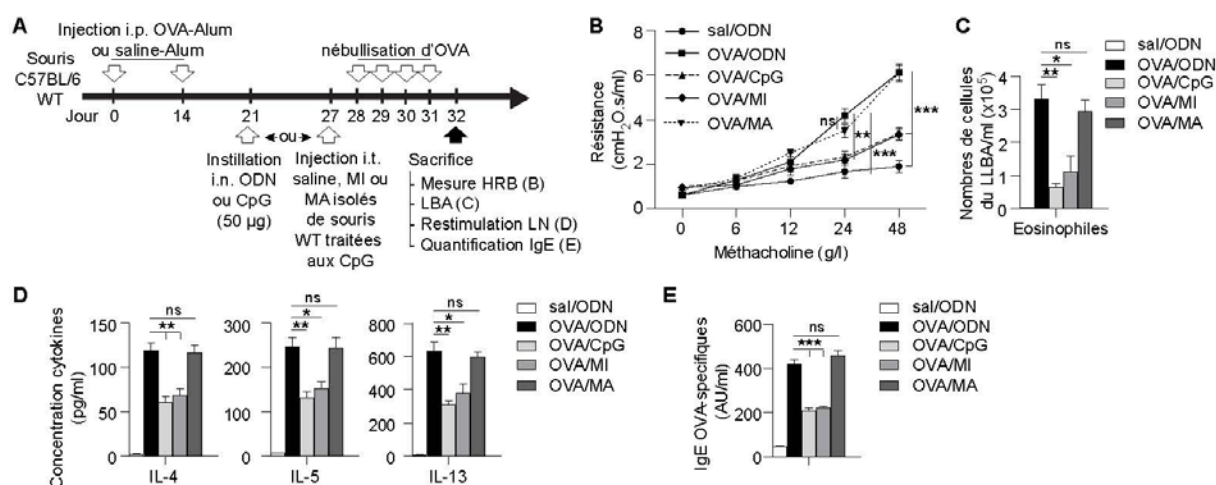 A
Injection i.p. OVA-Alum
ou saline-Alum
nébullisation d'OVA
Souris
C57BL/6
WT
Jour
0 14 21 27 28 29 30 31 32
ou
Instillation
i.n. ODN
ou CpG
(50 µg)
Injection i.t.
saline, MI ou
MA isolés
de souris
WT traitées
aux CpG
Sacrifice
Mesure HRB (B)
LBA (C)
Restimulation LN (D)
Quantification IgE (E)
B
Résistance
(cmH2O.s/ml)
8
6
4
2
0
sal/ODN
OVA/ODN
OVA/CpG
OVA/MI
OVA/MA
ns
**
***
***
0 6 12 24 48
Méthacholine (g/l)
C
Nombres de cellules
du LLBA/ml (x10⁵)
6
4
2
0
ns
*
**
Eosinophiles
sal/ODN
OVA/ODN
OVA/CpG
OVA/MI
OVA/MA
D
Concentration cytokines
(pg/ml)
150
100
50
0
ns
**
IL-4
300
200
100
0
ns
*
**
IL-5
800
600
400
200
0
ns
*
**
IL-13
sal/ODN
OVA/ODN
OVA/CpG
OVA/MI
OVA/MA
E
IgE OVA-specifiques
(AU/ml)
600
400
200
0
ns
***
sal/ODN
OVA/ODN
OVA/CpG
OVA/MI
OVA/MA